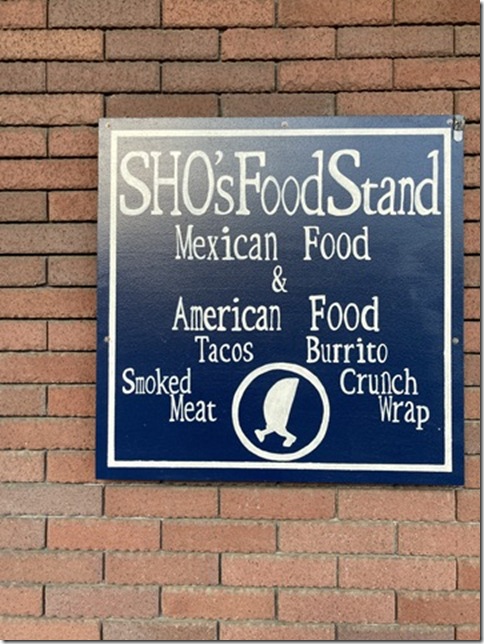 SHO'sFoodStand
Mexican Food
&
American Food
Tacos Burrito
Smoked Crunch
Meat Wrap